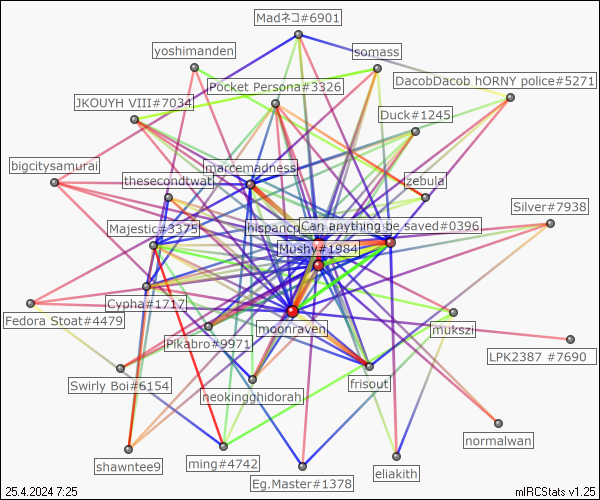 Madネコ#6901
yoshimanden
somass
Pocket Persona#3326
DacobDacob hORNY police#5271
JKOUYH VIII#7034
Duck#1245
bigcitysamurai
marcemadness
thesecondtwat
zebula
Silver#7938
Majestic#3375
hispancp
Can anything be saved#0396
Mushy#1984
Cypha#1717
Fedora Stoat#4479
moonraven
mukszi
Pikabro#9971
LPK2387 #7690
Swirly Boi#6154
neokingghidorah
frisout
normalwan
shawntee9
ming#4742
eliakith
Eg.Master#1378
25.4.2024 7:25
mIRCStats v1.25